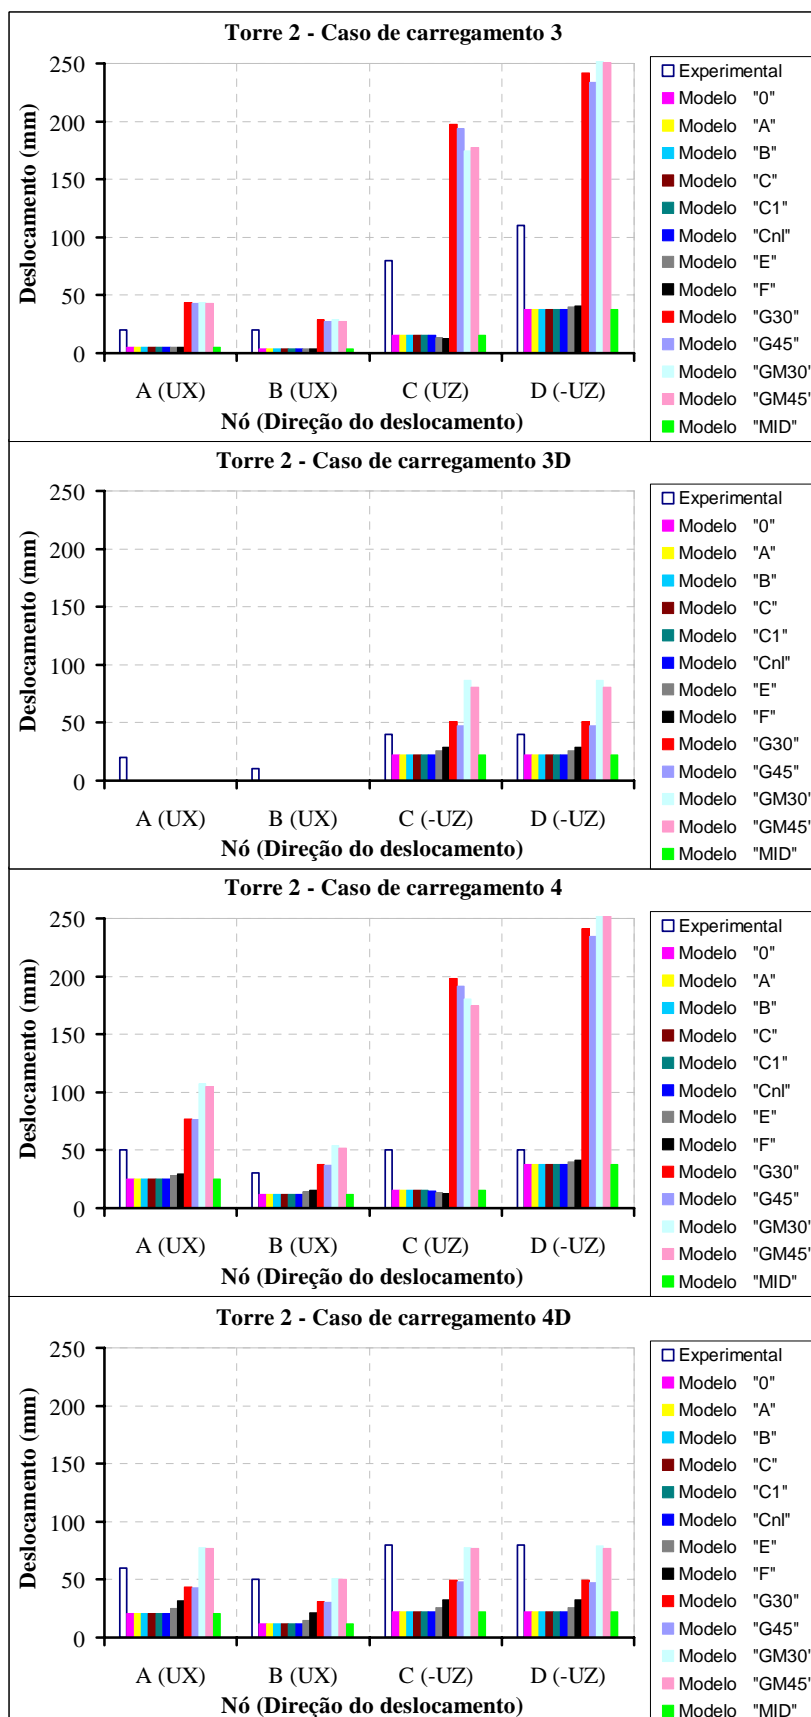 Torre 2 - Caso de carregamento 3
Deslocamento (mm)
250
200
150
100
50
0
A (UX) B (UX) C (UZ) D (-UZ)
Nó (Direção do deslocamento)
Experimental
Modelo "0"
Modelo "A"
Modelo "B"
Modelo "C"
Modelo "C1"
Modelo "Cnl"
Modelo "E"
Modelo "F"
Modelo "G30"
Modelo "G45"
Modelo "GM30"
Modelo "GM45"
Modelo "MID"
Torre 2 - Caso de carregamento 3D
Deslocamento (mm)
250
200
150
100
50
0
A (UX) B (UX) C (-UZ) D (-UZ)
Nó (Direção do deslocamento)
Experimental
Modelo "0"
Modelo "A"
Modelo "B"
Modelo "C"
Modelo "C1"
Modelo "Cnl"
Modelo "E"
Modelo "F"
Modelo "G30"
Modelo "G45"
Modelo "GM30"
Modelo "GM45"
Modelo "MID"
Torre 2 - Caso de carregamento 4
Deslocamento (mm)
250
200
150
100
50
0
A (UX) B (UX) C (UZ) D (-UZ)
Nó (Direção do deslocamento)
Experimental
Modelo "0"
Modelo "A"
Modelo "B"
Modelo "C"
Modelo "C1"
Modelo "Cnl"
Modelo "E"
Modelo "F"
Modelo "G30"
Modelo "G45"
Modelo "GM30"
Modelo "GM45"
Modelo "MID"
Torre 2 - Caso de carregamento 4D
Deslocamento (mm)
250
200
150
100
50
0
A (UX) B (UX) C (-UZ) D (-UZ)
Nó (Direção do deslocamento)
Experimental
Modelo "0"
Modelo "A"
Modelo "B"
Modelo "C"
Modelo "C1"
Modelo "Cnl"
Modelo "E"
Modelo "F"
Modelo "G30"
Modelo "G45"
Modelo "GM30"
Modelo "GM45"
Modelo "MID"